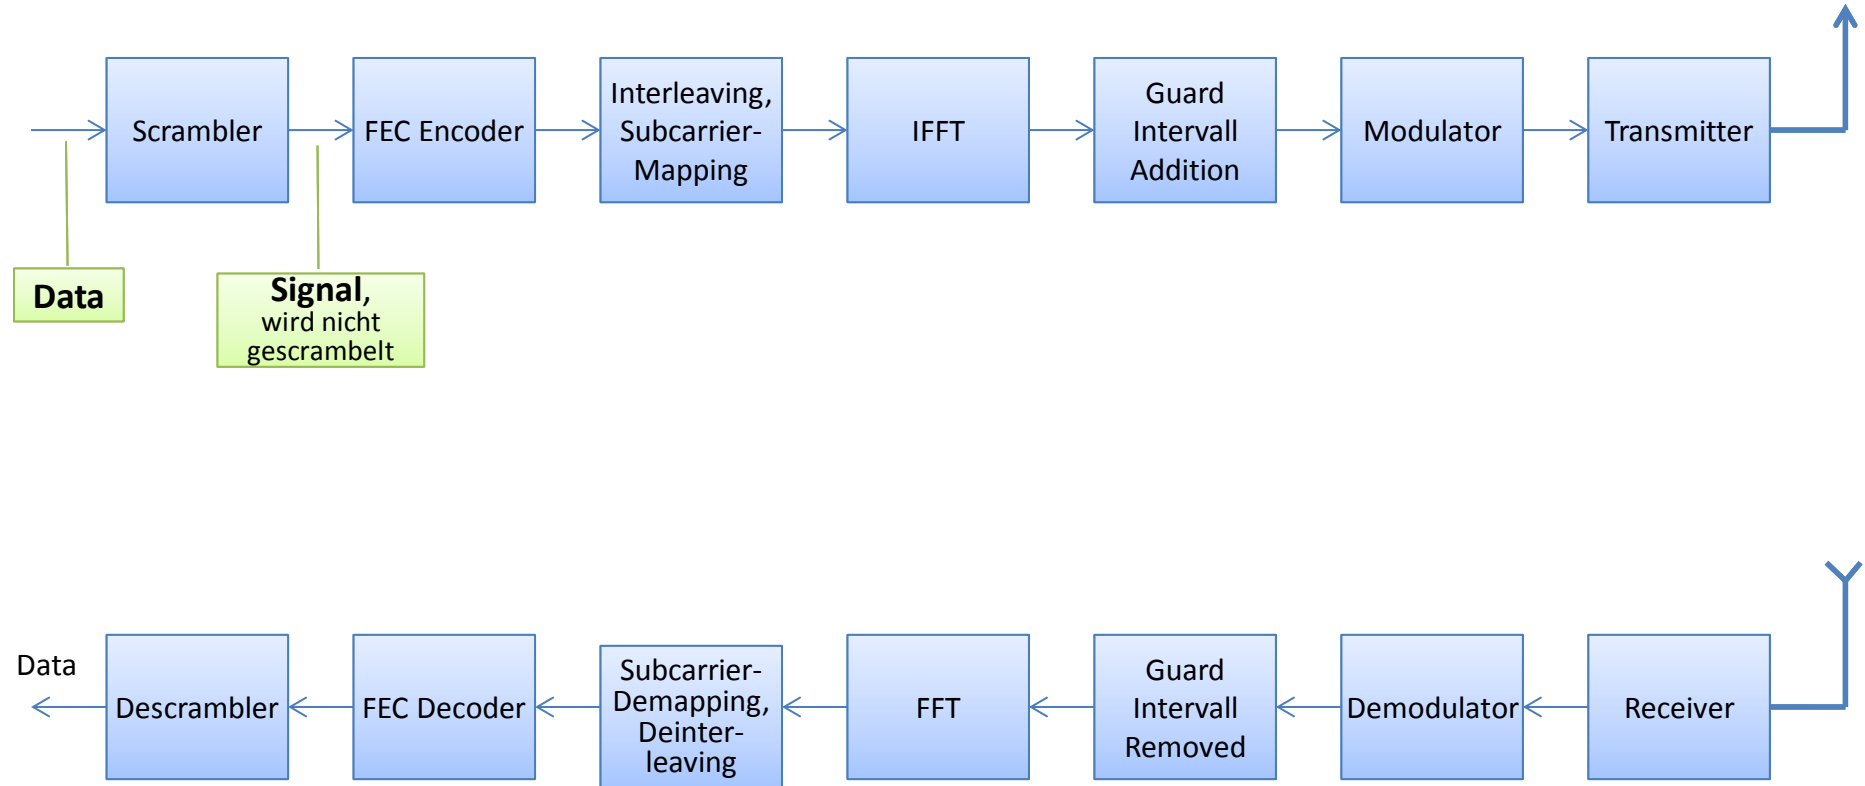 Scrambler
FEC Encoder
Interleaving,
Subcarrier-
Mapping
IFFT
Guard
Intervall
Addition
Modulator
Transmitter
Data
Signal,
wird nicht
gescrambelt
Data
Descrambler
FEC Decoder
Subcarrier-
Demapping,
Deinter-
leaving
FFT
Guard
Intervall
Removed
Demodulator
Receiver